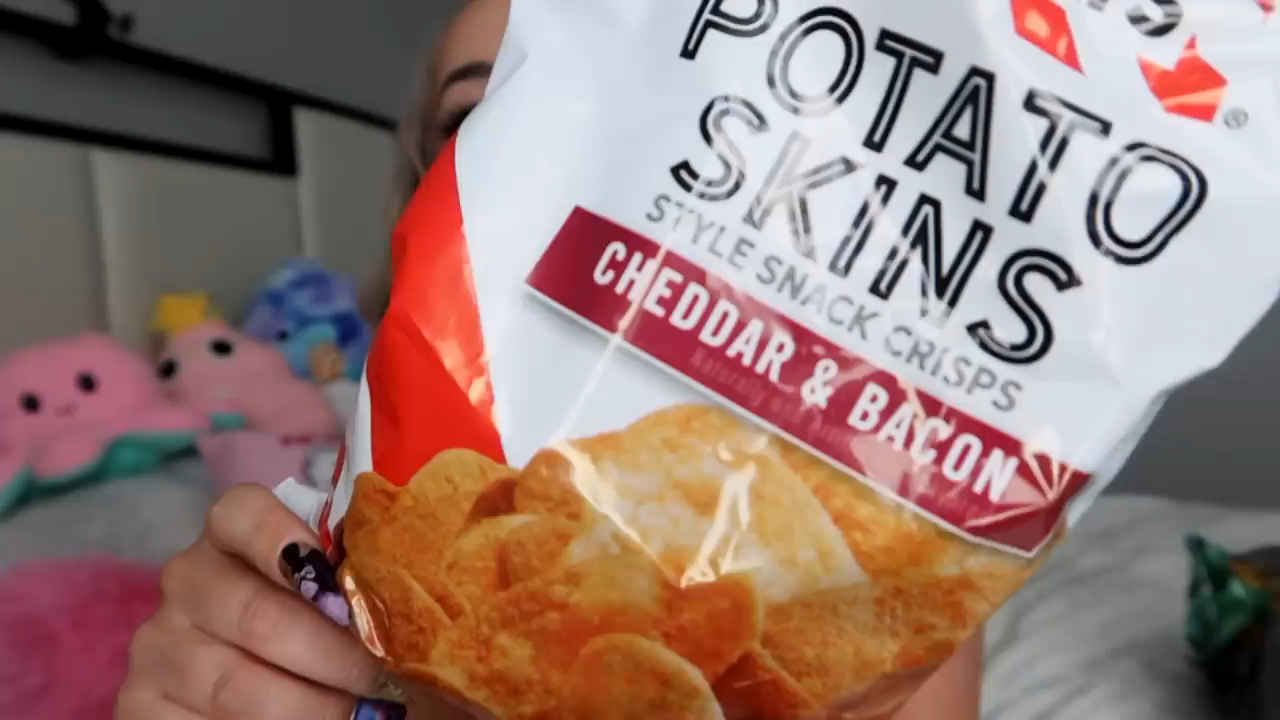 POTATO
SKINS
STYLE SNACK CRISPS
CHEDDAR & BACON
®